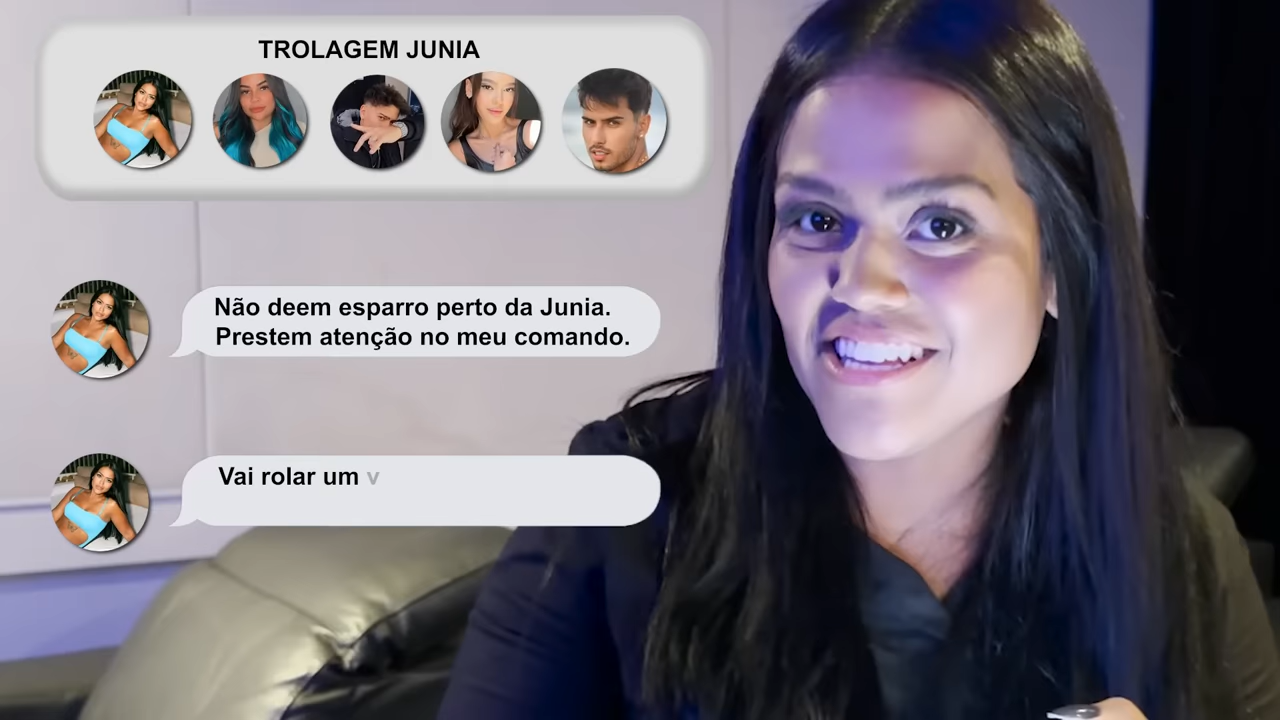 TROLAGEM JUNIA
Não deem esparro perto da Junia.
Prestem atenção no meu comando.
Vai rolar um v